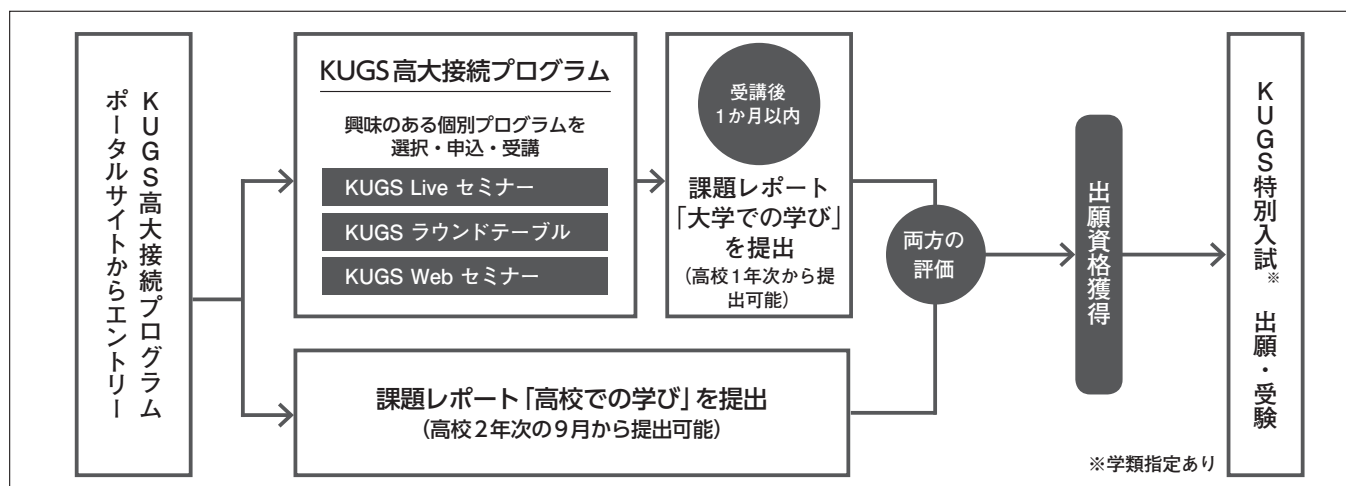 KUGS高大接続プログラム
ポータルサイトからエントリー
KUGS高大接続プログラム
興味のある個別プログラムを
選択・申込・受講
KUGS Live セミナー
KUGS ラウンドテーブル
KUGS Web セミナー
受講後
1か月以内
課題レポート
「大学での学び」
を提出
(高校1年次から提
出可能)
課題レポート「高校での学び」を提出
(高校2年次の9月から提出可能)
両方の
評価
出願資格獲得
KUGS特別入試※ 出願・受験
※学類指定あり